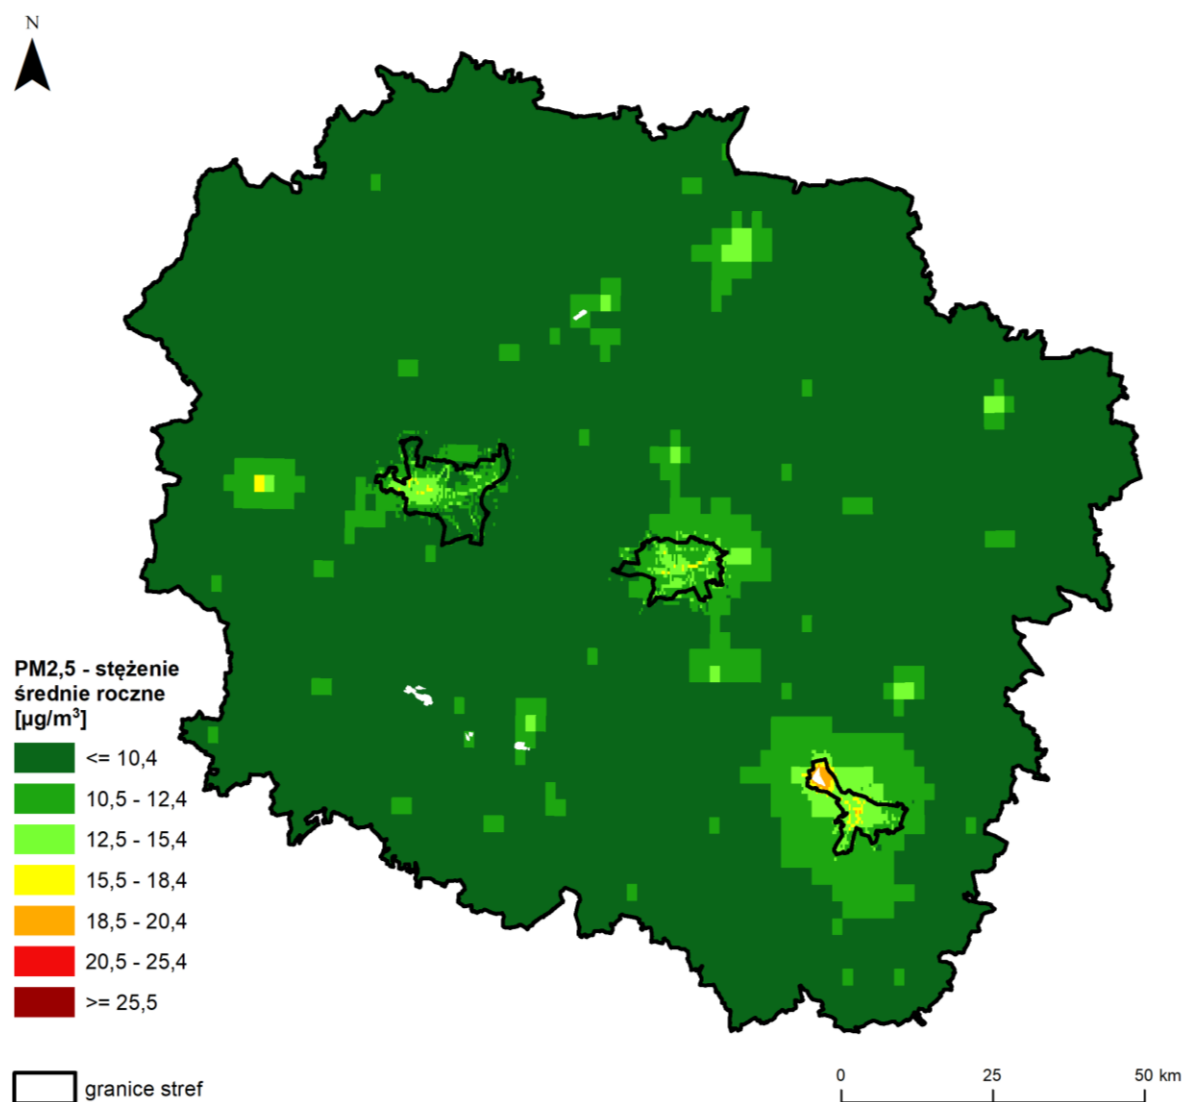 N
PM2,5 - stężenie
średnie roczne
[µg/m³]
<= 10,4
10,5 - 12,4
12,5 - 15,4
15,5 - 18,4
18,5 - 20,4
20,5 - 25,4
>= 25,5
granice stref
0 25 50 km